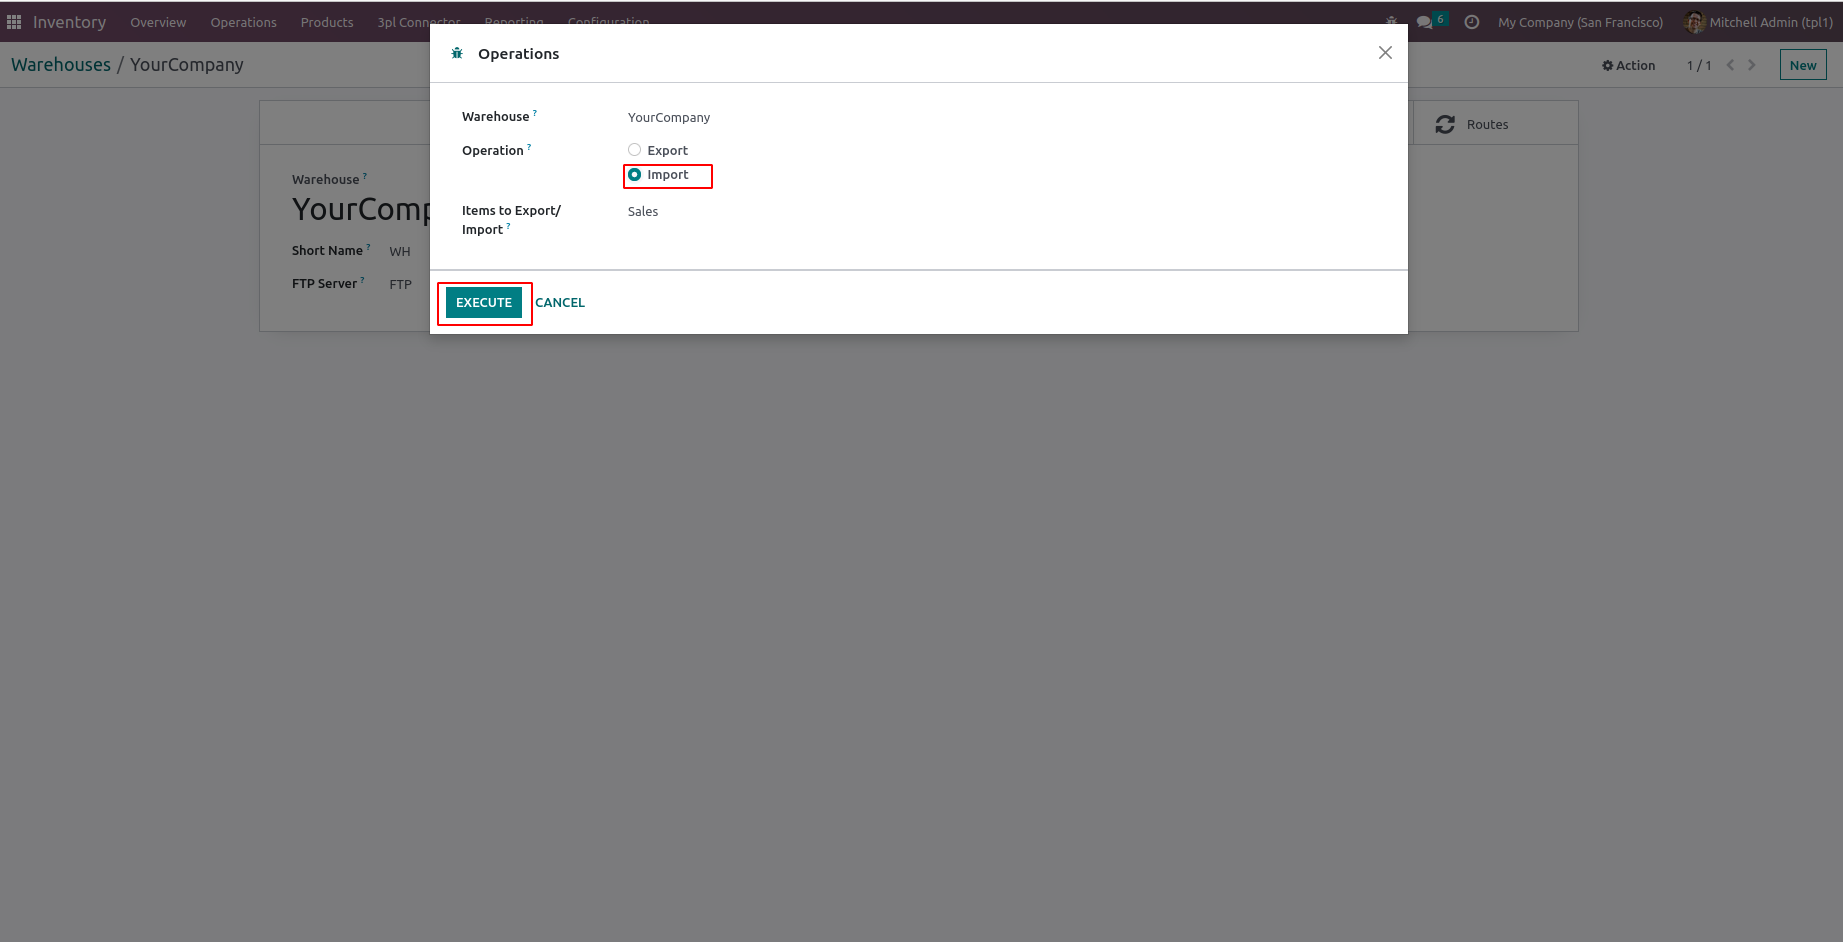 Inventory Overview Operations Products 3pl Connector Reporting Configuration 6 My Company (San Francisco) Mitchell Admin (tpl1)
Warehouses / YourCompany
Action 1 / 1 New
Operations
Warehouse ? YourCompany
Operation ? Export
Import
Items to Export/
Import ?
Sales
EXECUTE CANCEL
Routes
Warehouse ?
YourComp
Short Name ? WH
FTP Server ? FTP